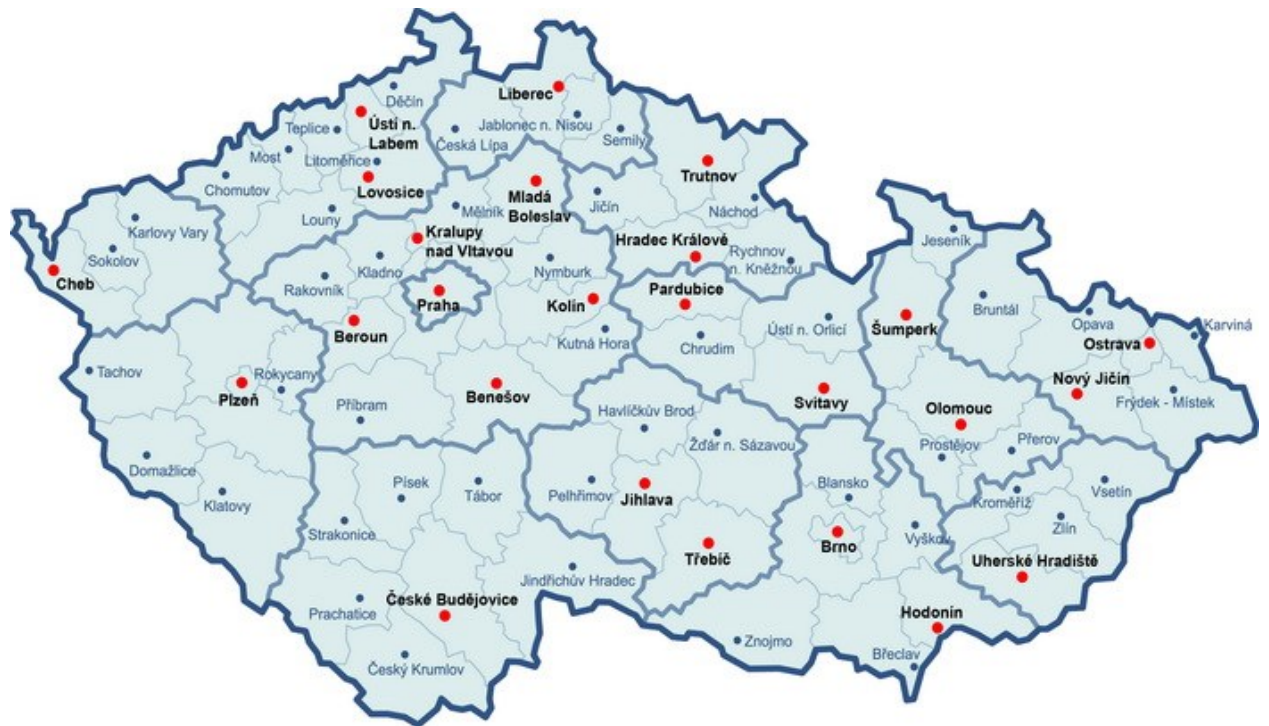 Děčín
Liberec
Ústí n.
Labem
Teplice
Jablonec n. Nisou
Česká Lípa
Semily
Most
Litoměřice
Trutnov
Chomutov
Lovosice
Mladá
Boleslav
Jičín
Náchod
Louny
Mělník
Karlovy Vary
Kralupy
nad Vltavou
Hradec Králové
Jeseník
Sokolov
Kladno
Nymburk
Rychnov
n. Kněžnou
Cheb
Rakovník
Praha
Kolín
Pardubice
Bruntál
Beroun
Kutná Hora
Chrudim
Ústí n. Orlicí
Šumperk
Opava
Karviná
Ostrava
Tachov
Rokycany
Plzeň
Benešov
Nový Jičín
Příbram
Havlíčkův Brod
Svitavy
Olomouc
Frýdek - Místek
Domažlice
Žďár n. Sázavou
Prostějov
Přerov
Klatovy
Písek
Tábor
Pelhřimov
Jihlava
Blansko
Kroměříž
Vsetín
Strakonice
Třebíč
Brno
Vyškov
Zlín
Uherské Hradiště
Jindřichův Hradec
Prachatice
České Budějovice
Hodonín
Znojmo
Český Krumlov
Břeclav